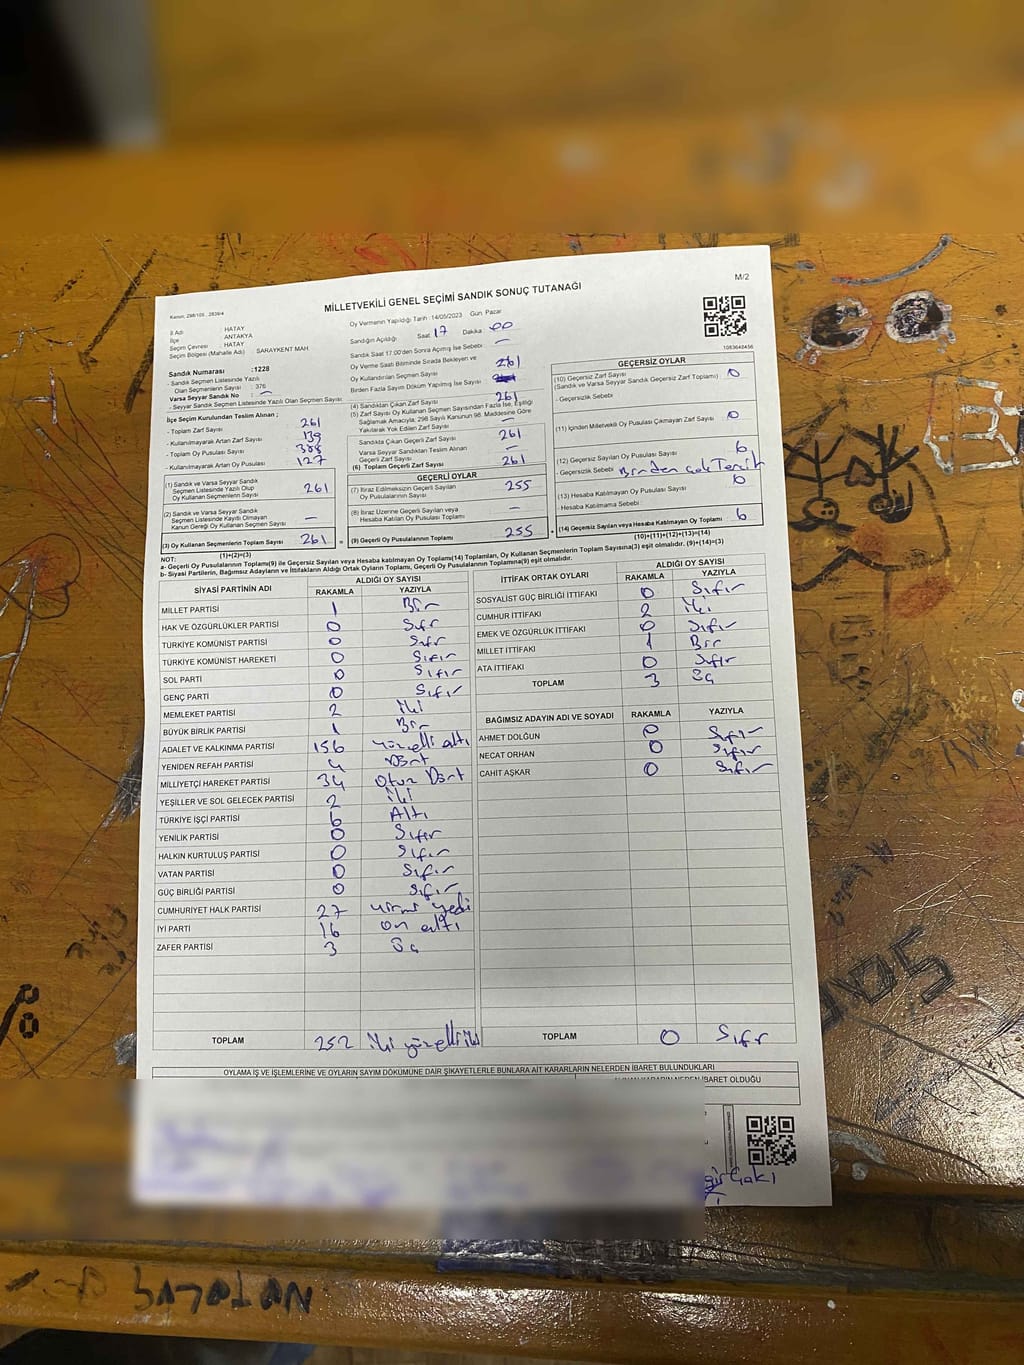 MİLLETVEKİLİ GENEL SEÇİMİ SANDIK SONUÇ TUTANAĞI
M/2
İl Adı : HATAY
İlçe : ANTAKYA
Seçim Çevresi : HATAY
Seçim Bölgesi (Mahalle Adı) : SARAYKENT MAH.
Oy Vermenin Yapıldığı Tarih : 14/05/2023 Gün Pazar
Sandığın Açıldığı Saat 17 Dakika 00
Sandık Saat 17:00'den Sonra Açılmış İse Sebebi : —
Oy Verme Saati Bitiminde Sırada Bekleyen ve
Oy Kullandırılan Seçmen Sayısı 261
Birden Fazla Sayım Döküm Yapılmış İse Sayısı
1083648456
Sandık Numarası :1228
- Sandık Seçmen Listesinde Yazılı
Olan Seçmenlerin Sayısı : 376
Varsa Seyyar Sandık No : —
- Seyyar Sandık Seçmen Listesinde Yazılı Olan Seçmen Sayısı
İlçe Seçim Kurulundan Teslim Alınan ;
- Toplam Zarf Sayısı 261
- Kullanılmayarak Artan Zarf Sayısı 139
- Toplam Oy Pusulası Sayısı 388
- Kullanılmayarak Artan Oy Pusulası 127
(1) Sandık ve Varsa Seyyar Sandık
Seçmen Listesinde Yazılı Olup
Oy Kullanan Seçmenlerin Sayısı 261
(2) Sandık ve Varsa Seyyar Sandık
Seçmen Listesinde Kaydı Olmayan
Kanun Gereği Oy Kullanan Seçmen Sayısı —
(3) Oy Kullanan Seçmenlerin Toplam Sayısı 261 =
(1)+(2)=(3)
(4) Sandıktan Çıkan Zarf Sayısı 261
(5) Zarf Sayısı Oy Kullanan Seçmen Sayısından Fazla İse, Eşitliği
Sağlamak Amacıyla; 298 Sayılı Kanunun 98. Maddesine Göre
Yakılarak Yok Edilen Zarf Sayısı —
Sandıkta Çıkan Geçerli Zarf Sayısı 261
Varsa Seyyar Sandıktan Teslim Alınan
Geçerli Zarf Sayısı —
(6) Toplam Geçerli Zarf Sayısı 261
GEÇERLİ OYLAR
(7) İtiraz Edilmeksizin Geçerli Sayılan
Oy Pusulalarının Sayısı 255
(8) İtiraz Üzerine Geçerli Sayılan veya
Hesaba Katılan Oy Pusulası Toplamı —
(9) Geçerli Oy Pusulalarının Toplamı 255 +
GEÇERSİZ OYLAR
(10) Geçersiz Zarf Sayısı 0
(Sandık ve Varsa Seyyar Sandık Geçersiz Zarf Toplamı)
- Geçersizlik Sebebi
(11) İçinden Milletvekili Oy Pusulası Çıkmayan Zarf Sayısı 0
(12) Geçersiz Sayılan Oy Pusulası Sayısı 6
- Geçersizlik Sebebi Birden çok Tercih
(13) Hesaba Katılmayan Oy Pusulası Sayısı 0
Hesaba Katılmama Sebebi
(14) Geçersiz Sayılan veya Hesaba Katılmayan Oy Toplamı 6
(10)+(11)+(12)+(13)=(14)
NOT:
a- Geçerli Oy Pusulalarının Toplamı(9) ile Geçersiz Sayılan veya Hesaba katılmayan Oy Toplamı(14) Toplamları, Oy Kullanan Seçmenlerin Toplam Sayısına(3) eşit olmalıdır. (9)+(14)=(3)
b- Siyasi Partilerin, Bağımsız Adayların ve İttifakların Aldığı Ortak Oyların Toplamı, Geçerli Oy Pusulalarının Toplamına(9) eşit olmalıdır.
SİYASİ PARTİNİN ADI ALDIĞI OY SAYISI
RAKAMLA YAZIYLA
MİLLET PARTİSİ 1 Bir
HAK VE ÖZGÜRLÜKLER PARTİSİ 0 Sıfır
TÜRKİYE KOMÜNİST PARTİSİ 0 Sıfır
TÜRKİYE KOMÜNİST HAREKETİ 0 Sıfır
SOL PARTİ 0 Sıfır
GENÇ PARTİ 0 Sıfır
MEMLEKET PARTİSİ 2 İki
BÜYÜK BİRLİK PARTİSİ 1 Bir
ADALET VE KALKINMA PARTİSİ 156 yüzelli altı
YENİDEN REFAH PARTİSİ 4 Dört
MİLLİYETÇİ HAREKET PARTİSİ 34 Otuz Dört
YEŞİLLER VE SOL GELECEK PARTİSİ 2 İki
TÜRKİYE İŞÇİ PARTİSİ 6 Altı
YENİLİK PARTİSİ 0 Sıfır
HALKIN KURTULUŞ PARTİSİ 0 Sıfır
VATAN PARTİSİ 0 Sıfır
GÜÇ BİRLİĞİ PARTİSİ 0 Sıfır
CUMHURİYET HALK PARTİSİ 27 yirmi yedi
İYİ PARTİ 16 on altı
ZAFER PARTİSİ 3 Üç
TOPLAM 252 iki yüzelli iki
İTTİFAK ORTAK OYLARI ALDIĞI OY SAYISI
RAKAMLA YAZIYLA
SOSYALİST GÜÇ BİRLİĞİ İTTİFAKI 0 Sıfır
CUMHUR İTTİFAKI 2 İki
EMEK VE ÖZGÜRLÜK İTTİFAKI 0 Sıfır
MİLLET İTTİFAKI 1 Bir
ATA İTTİFAKI 0 Sıfır
TOPLAM 3 Üç
BAĞIMSIZ ADAYIN ADI VE SOYADI RAKAMLA YAZIYLA
AHMET DOLĞUN 0 Sıfır
NECAT ORHAN 0 Sıfır
CAHİT AŞKAR 0 Sıfır
TOPLAM 0 Sıfır
OYLAMA İŞ VE İŞLEMLERİNE VE OYLARIN SAYIM DÖKÜMÜNE DAİR ŞİKAYETLERLE BUNLARA AİT KARARLARIN NELERDEN İBARET BULUNDUKLARI